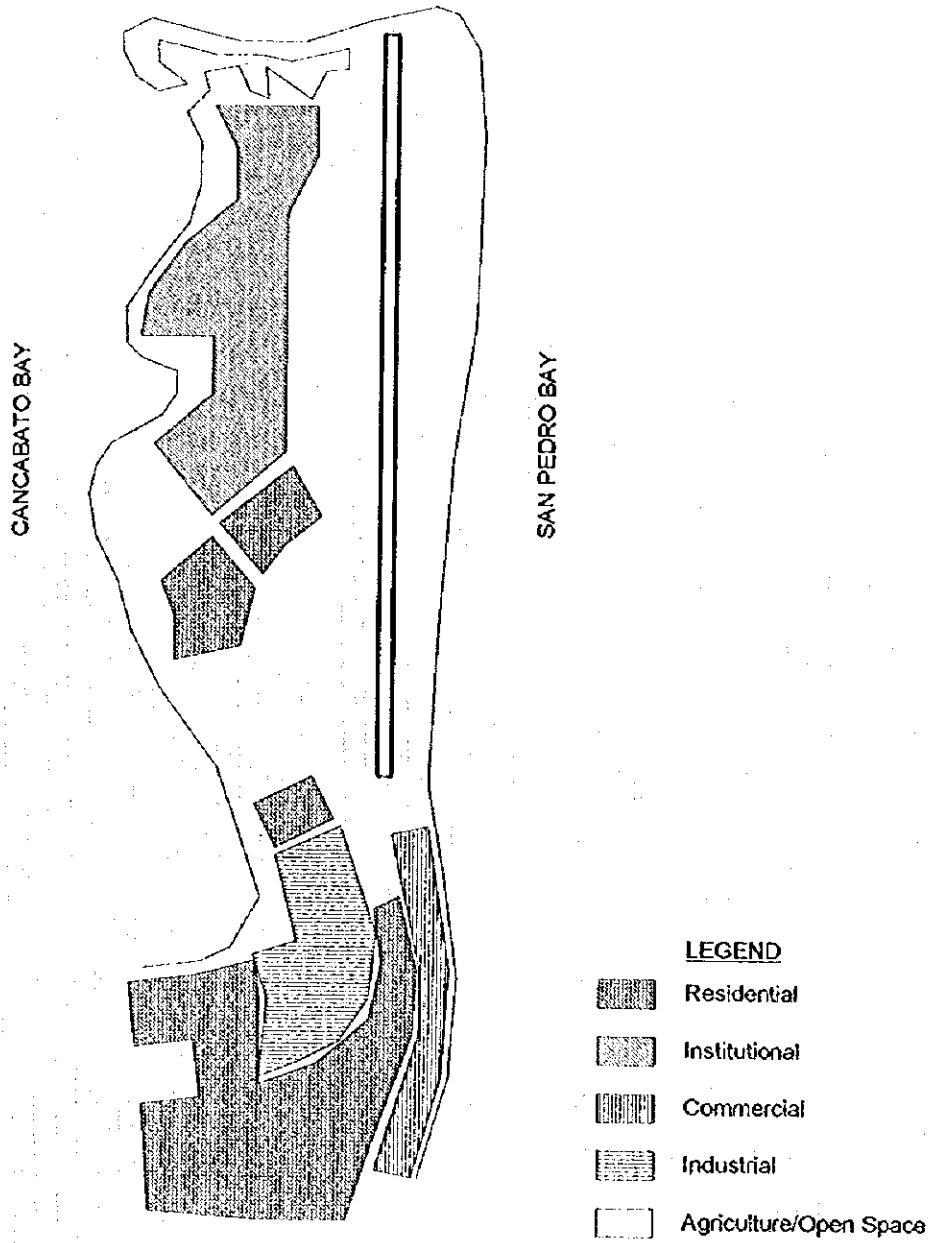 CANCABATO BAY
SAN PEDRO BAY
LEGEND
Residential
Institutional
Commercial
Industrial
Agriculture/Open Space